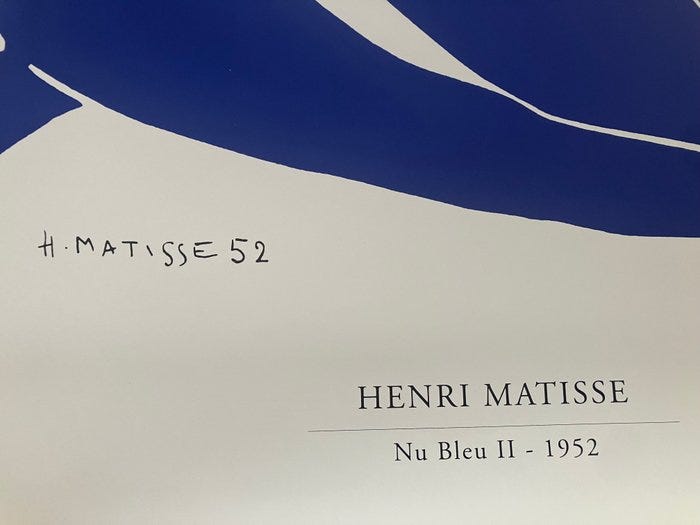 H. MATISSE 52
HENRI MATISSE
Nu Bleu II - 1952